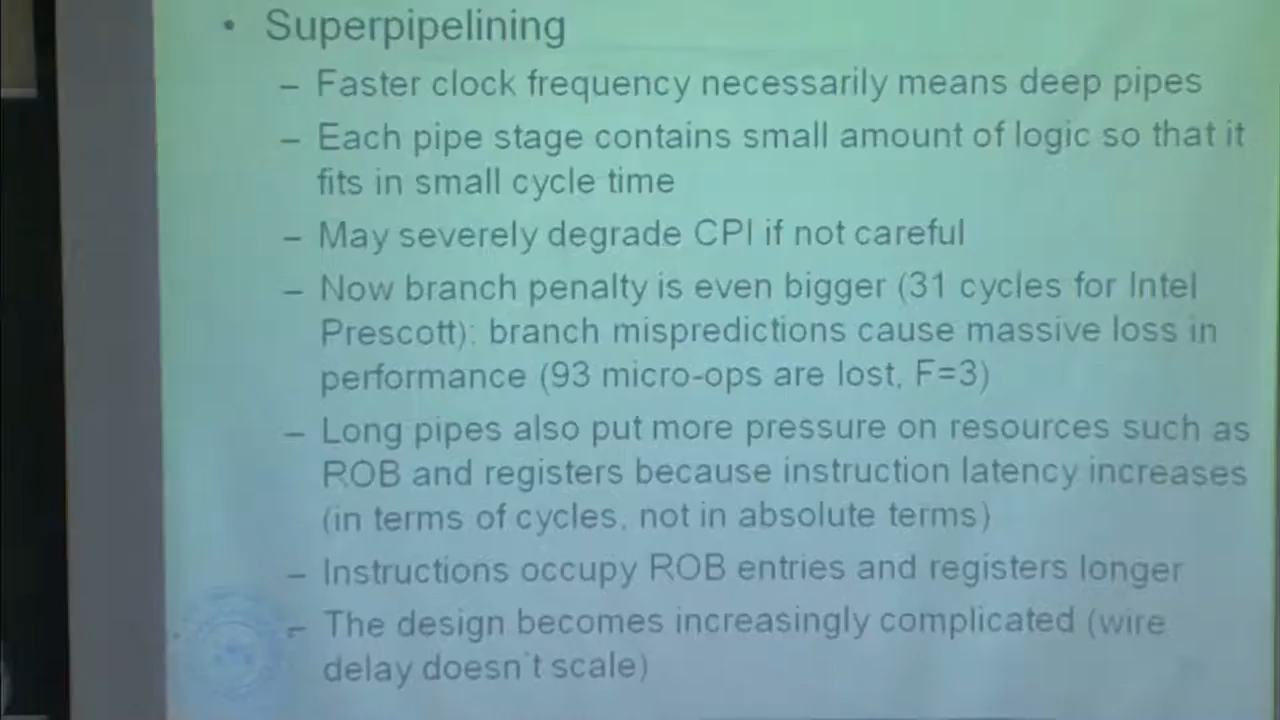 • Superpipelining
– Faster clock frequency necessarily means deep pipes
– Each pipe stage contains small amount of logic so that it
fits in small cycle time
– May severely degrade CPI if not careful
– Now branch penalty is even bigger (31 cycles for Intel
Prescott): branch mispredictions cause massive loss in
performance (93 micro-ops are lost, F=3)
– Long pipes also put more pressure on resources such as
ROB and registers because instruction latency increases
(in terms of cycles, not in absolute terms)
– Instructions occupy ROB entries and registers longer
– The design becomes increasingly complicated (wire
delay doesn't scale)